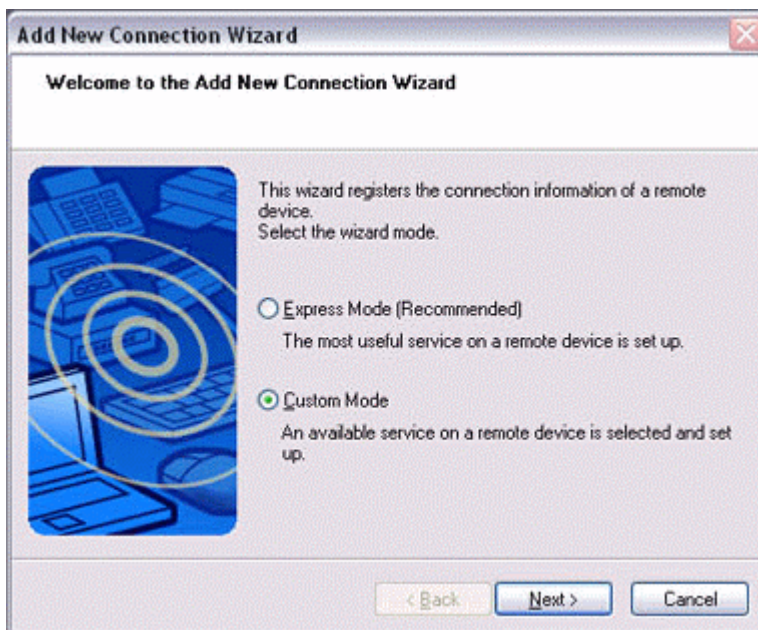 Add New Connection Wizard
Welcome to the Add New Connection Wizard
This wizard registers the connection information of a remote
device.
Select the wizard mode.
Express Mode (Recommended)
The most useful service on a remote device is set up.
Custom Mode
An available service on a remote device is selected and set
up.
< Back
Next >
Cancel